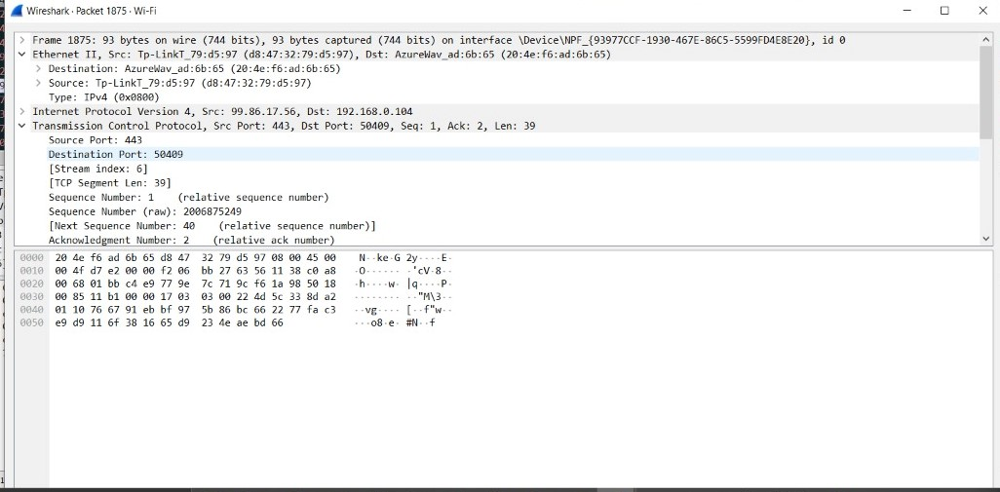 Wireshark · Packet 1875 · Wi-Fi
Frame 1875: 93 bytes on wire (744 bits), 93 bytes captured (744 bits) on interface \Device\NPF_{93977CCF-1930-467E-86C5-5599FD4E8E20}, id 0
Ethernet II, Src: Tp-LinkT_79:d5:97 (d8:47:32:79:d5:97), Dst: AzureWav_ad:6b:65 (20:4e:f6:ad:6b:65)
Destination: AzureWav_ad:6b:65 (20:4e:f6:ad:6b:65)
Source: Tp-LinkT_79:d5:97 (d8:47:32:79:d5:97)
Type: IPv4 (0x0800)
Internet Protocol Version 4, Src: 99.86.17.56, Dst: 192.168.0.104
Transmission Control Protocol, Src Port: 443, Dst Port: 50409, Seq: 1, Ack: 2, Len: 39
Source Port: 443
Destination Port: 50409
[Stream index: 6]
[TCP Segment Len: 39]
Sequence Number: 1    (relative sequence number)
Sequence Number (raw): 2006875249
[Next Sequence Number: 40    (relative sequence number)]
Acknowledgment Number: 2    (relative ack number)
0000  20 4e f6 ad 6b 65 d8 47  32 79 d5 97 08 00 45 00   N··ke·G 2y····E·
0010  00 4f d7 e2 00 00 f2 06  bb 27 63 56 11 38 c0 a8  ·O······ ·'cV·8··
0020  00 68 01 bb c4 e9 77 9e  7c 71 9c f6 1a 98 50 18  ·h····w· |q····P·
0030  00 85 11 b1 00 00 17 03  03 00 22 4d 5c 33 8d a2  ········ ··"M\3··
0040  01 10 76 67 91 eb bf 97  5b 86 bc 66 22 77 fa c3  ··vg···· [··f"w··
0050  e9 d9 11 6f 38 16 65 d9  23 4e ae bd 66  ···o8·e· #N··f